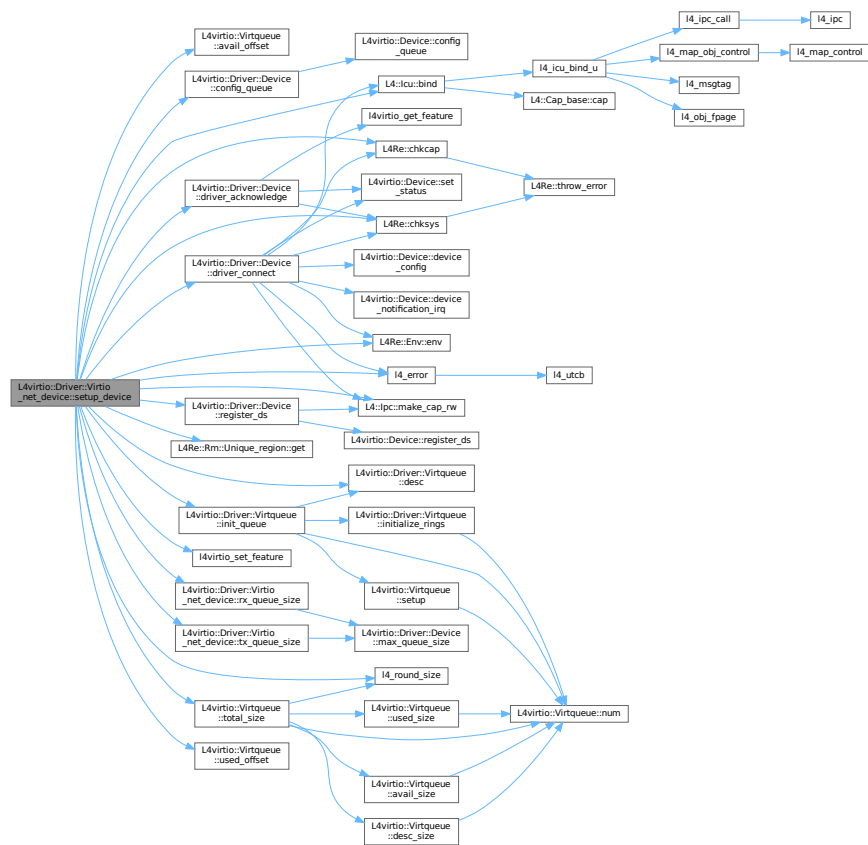 L4virtio::Driver::Virtio
_net_device::setup_device
L4virtio::Virtqueue
::avail_offset
L4virtio::Driver::Device
::config_queue
L4virtio::Device::config
_queue
L4::Icu::bind
l4_icu_bind_u
l4_ipc_call
l4_ipc
l4_map_obj_control
l4_map_control
l4_msgtag
l4_obj_fpage
L4::Cap_base::cap
l4virtio_get_feature
L4Re::chkcap
L4virtio::Driver::Device
::driver_acknowledge
L4virtio::Device::set
_status
L4Re::throw_error
L4Re::chksys
L4virtio::Driver::Device
::driver_connect
L4virtio::Device::device
_config
L4virtio::Device::device
_notification_irq
L4Re::Env::env
l4_error
l4_utcb
L4::Ipc::make_cap_rw
L4virtio::Driver::Device
::register_ds
L4virtio::Device::register_ds
L4Re::Rm::Unique_region::get
L4virtio::Driver::Virtqueue
::desc
L4virtio::Driver::Virtqueue
::init_queue
L4virtio::Driver::Virtqueue
::initialize_rings
l4virtio_set_feature
L4virtio::Virtqueue
::setup
L4virtio::Driver::Virtio
_net_device::rx_queue_size
L4virtio::Driver::Virtio
_net_device::tx_queue_size
L4virtio::Driver::Device
::max_queue_size
l4_round_size
L4virtio::Virtqueue
::total_size
L4virtio::Virtqueue
::used_size
L4virtio::Virtqueue::num
L4virtio::Virtqueue
::used_offset
L4virtio::Virtqueue
::avail_size
L4virtio::Virtqueue
::desc_size